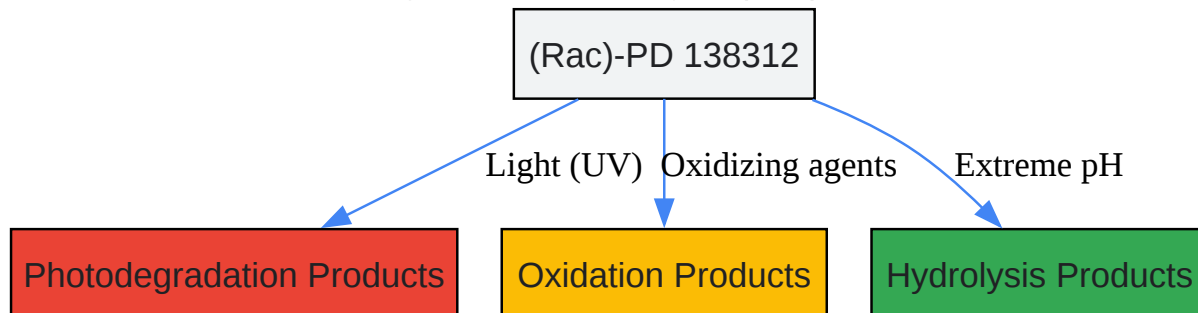 (Rac)-PD 138312
Light (UV)
Oxidizing agents
Extreme pH
Photodegradation Products
Oxidation Products
Hydrolysis Products